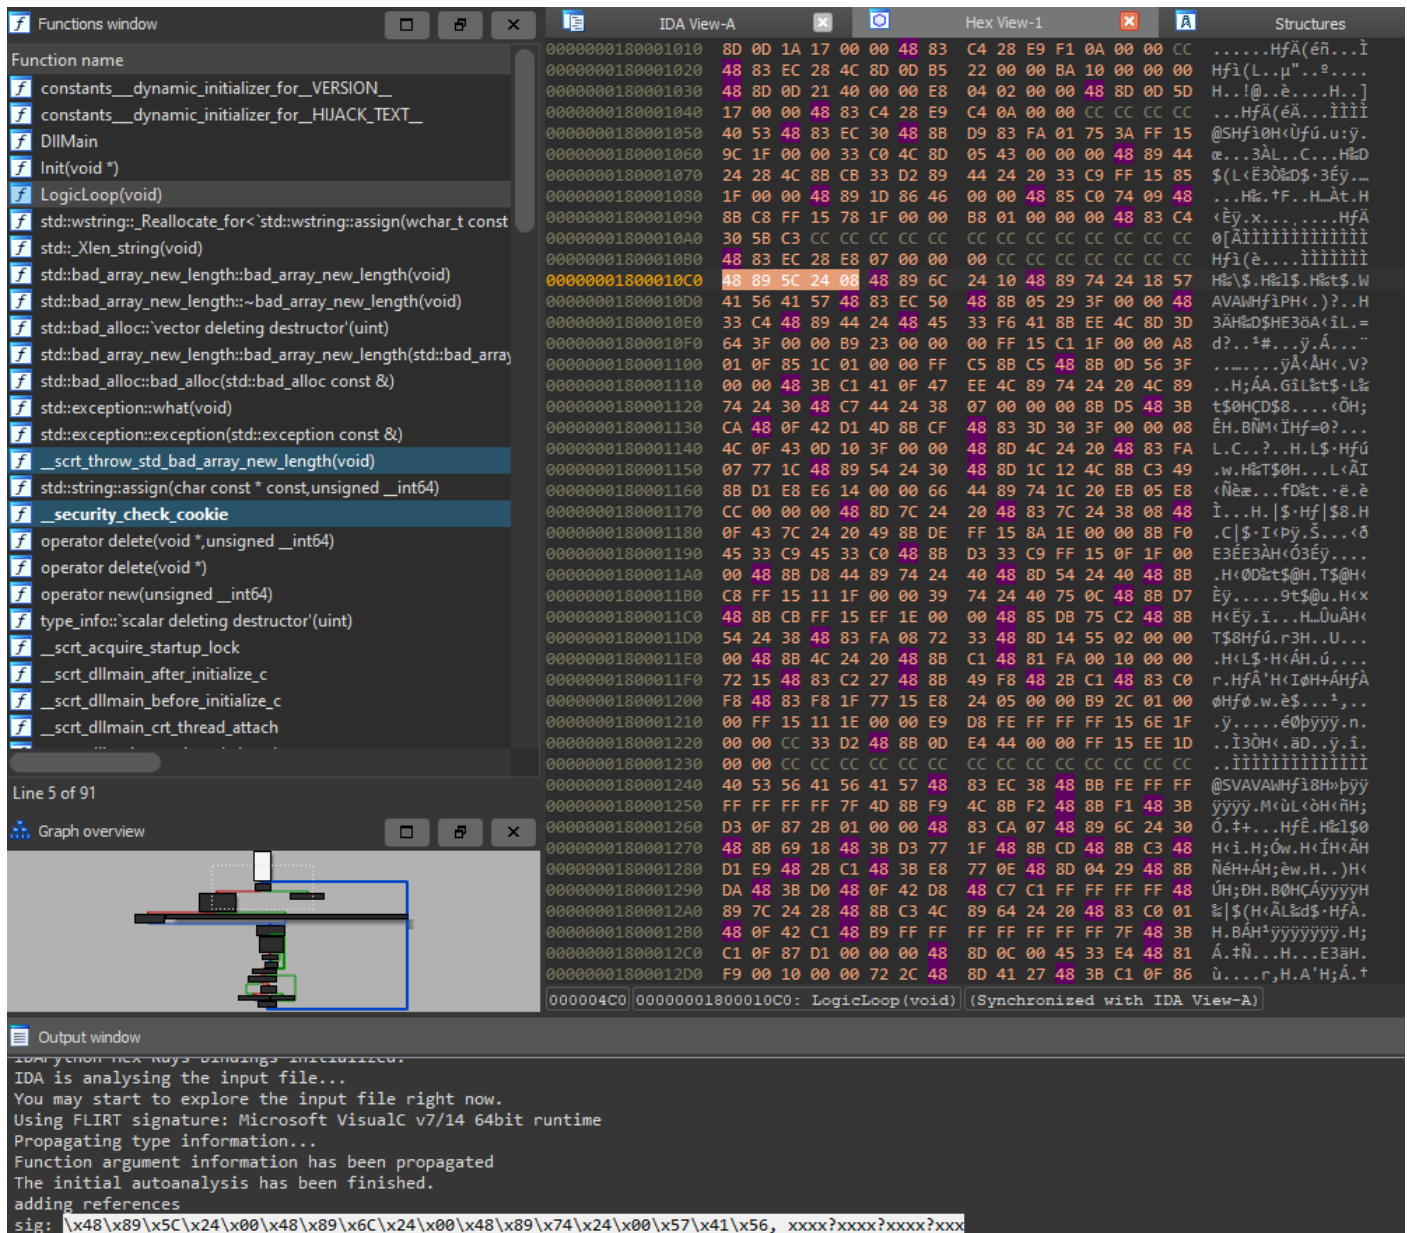 Functions window
Function name
constants___dynamic_initializer_for__VERSION__
constants___dynamic_initializer_for__HIJACK_TEXT__
DllMain
Init(void *)
LogicLoop(void)
std::wstring::_Reallocate_for<`std::wstring::assign(wchar_t const
std::_Xlen_string(void)
std::bad_array_new_length::bad_array_new_length(void)
std::bad_array_new_length::~bad_array_new_length(void)
std::bad_alloc::`vector deleting destructor'(uint)
std::bad_array_new_length::bad_array_new_length(std::bad_array
std::bad_alloc::bad_alloc(std::bad_alloc const &)
std::exception::what(void)
std::exception::exception(std::exception const &)
__scrt_throw_std_bad_array_new_length(void)
std::string::assign(char const * const,unsigned __int64)
__security_check_cookie
operator delete(void *,unsigned __int64)
operator delete(void *)
operator new(unsigned __int64)
type_info::`scalar deleting destructor'(uint)
__scrt_acquire_startup_lock
__scrt_dllmain_after_initialize_c
__scrt_dllmain_before_initialize_c
__scrt_dllmain_crt_thread_attach
Line 5 of 91
Graph overview
IDA View-A
Hex View-1
Structures
0000000180001010 8D 0D 1A 17 00 00 48 83 C4 28 E9 F1 0A 00 00 CC
0000000180001020 48 83 EC 28 4C 8D 0D B5 22 00 00 BA 10 00 00 00
0000000180001030 48 8D 0D 21 40 00 00 E8 04 02 00 00 48 8D 0D 5D
0000000180001040 17 00 00 48 83 C4 28 E9 C4 0A 00 00 CC CC CC CC
0000000180001050 40 53 48 83 EC 30 48 8B D9 83 FA 01 75 3A FF 15
0000000180001060 9C 1F 00 00 33 C0 4C 8D 05 43 00 00 00 48 89 44
0000000180001070 24 28 4C 8B CB 33 D2 89 44 24 20 33 C9 FF 15 85
0000000180001080 1F 00 00 48 89 1D 86 46 00 00 48 85 C0 74 09 48
0000000180001090 8B C8 FF 15 78 1F 00 00 B8 01 00 00 00 48 83 C4
00000001800010A0 30 5B C3 CC CC CC CC CC CC CC CC CC CC CC CC CC
00000001800010B0 48 83 EC 28 E8 07 00 00 00 CC CC CC CC CC CC CC
00000001800010C0 48 89 5C 24 08 48 89 6C 24 10 48 89 74 24 18 57
00000001800010D0 41 56 41 57 48 83 EC 50 48 8B 05 29 3F 00 00 48
00000001800010E0 33 C4 48 89 44 24 48 45 33 F6 41 8B EE 4C 8D 3D
00000001800010F0 64 3F 00 00 B9 23 00 00 00 FF 15 C1 1F 00 00 A8
0000000180001100 01 0F 85 1C 01 00 00 FF C5 8B C5 48 8B 0D 56 3F
0000000180001110 00 00 48 3B C1 41 0F 47 EE 4C 89 74 24 20 4C 89
0000000180001120 74 24 30 48 C7 44 24 38 07 00 00 00 8B D5 48 3B
0000000180001130 CA 48 0F 42 D1 4D 8B CF 48 83 3D 30 3F 00 00 08
0000000180001140 4C 0F 43 0D 10 3F 00 00 48 8D 4C 24 20 48 83 FA
0000000180001150 07 77 1C 48 89 54 24 30 48 8D 1C 12 4C 8B C3 49
0000000180001160 8B D1 E8 E6 14 00 00 66 44 89 74 1C 20 EB 05 E8
0000000180001170 CC 00 00 00 48 8D 7C 24 20 48 83 7C 24 38 08 48
0000000180001180 0F 43 7C 24 20 49 8B DE FF 15 8A 1E 00 00 8B F0
0000000180001190 45 33 C9 45 33 C0 48 8B D3 33 C9 FF 15 0F 1F 00
00000001800011A0 00 48 8B D8 44 89 74 24 40 48 8D 54 24 40 48 8B
00000001800011B0 C8 FF 15 11 1F 00 00 39 74 24 40 75 0C 48 8B D7
00000001800011C0 48 8B CB FF 15 EF 1E 00 00 48 85 DB 75 C2 48 8B
00000001800011D0 54 24 38 48 83 FA 08 72 33 48 8D 14 55 02 00 00
00000001800011E0 00 48 8B 4C 24 20 48 8B C1 48 81 FA 00 10 00 00
00000001800011F0 72 15 48 83 C2 27 48 8B 49 F8 48 2B C1 48 83 C0
0000000180001200 F8 48 83 F8 1F 77 15 E8 24 05 00 00 B9 2C 01 00
0000000180001210 00 FF 15 11 1E 00 00 E9 D8 FE FF FF FF 15 6E 1F
0000000180001220 00 00 CC 33 D2 48 8B 0D E4 44 00 00 FF 15 EE 1D
0000000180001230 00 00 CC CC CC CC CC CC CC CC CC CC CC CC CC CC
0000000180001240 40 53 56 41 56 41 57 48 83 EC 38 48 BB FE FF FF
0000000180001250 FF FF FF FF 7F 4D 8B F9 4C 8B F2 48 8B F1 48 3B
0000000180001260 D3 0F 87 2B 01 00 00 48 83 CA 07 48 89 6C 24 30
0000000180001270 48 8B 69 18 48 3B D3 77 1F 48 8B CD 48 8B C3 48
0000000180001280 D1 E9 48 2B C1 48 3B E8 77 0E 48 8D 04 29 48 8B
0000000180001290 DA 48 3B D0 48 0F 42 D8 48 C7 C1 FF FF FF FF 48
00000001800012A0 89 7C 24 28 48 8B C3 4C 89 64 24 20 48 83 C0 01
00000001800012B0 48 0F 42 C1 48 B9 FF FF FF FF FF FF FF 7F 48 3B
00000001800012C0 C1 0F 87 D1 00 00 00 48 8D 0C 00 45 33 E4 48 81
00000001800012D0 F9 00 10 00 00 72 2C 48 8D 41 27 48 3B C1 0F 86
000004C0 00000001800010C0: LogicLoop(void) (Synchronized with IDA View-A)
Output window
IDA is analysing the input file...
You may start to explore the input file right now.
Using FLIRT signature: Microsoft VisualC v7/14 64bit runtime
Propagating type information...
Function argument information has been propagated
The initial autoanalysis has been finished.
adding references
sig: \x48\x89\x5C\x24\x00\x48\x89\x6C\x24\x00\x48\x89\x74\x24\x00\x57\x41\x56, xxxx?xxxx?xxxx?xxx